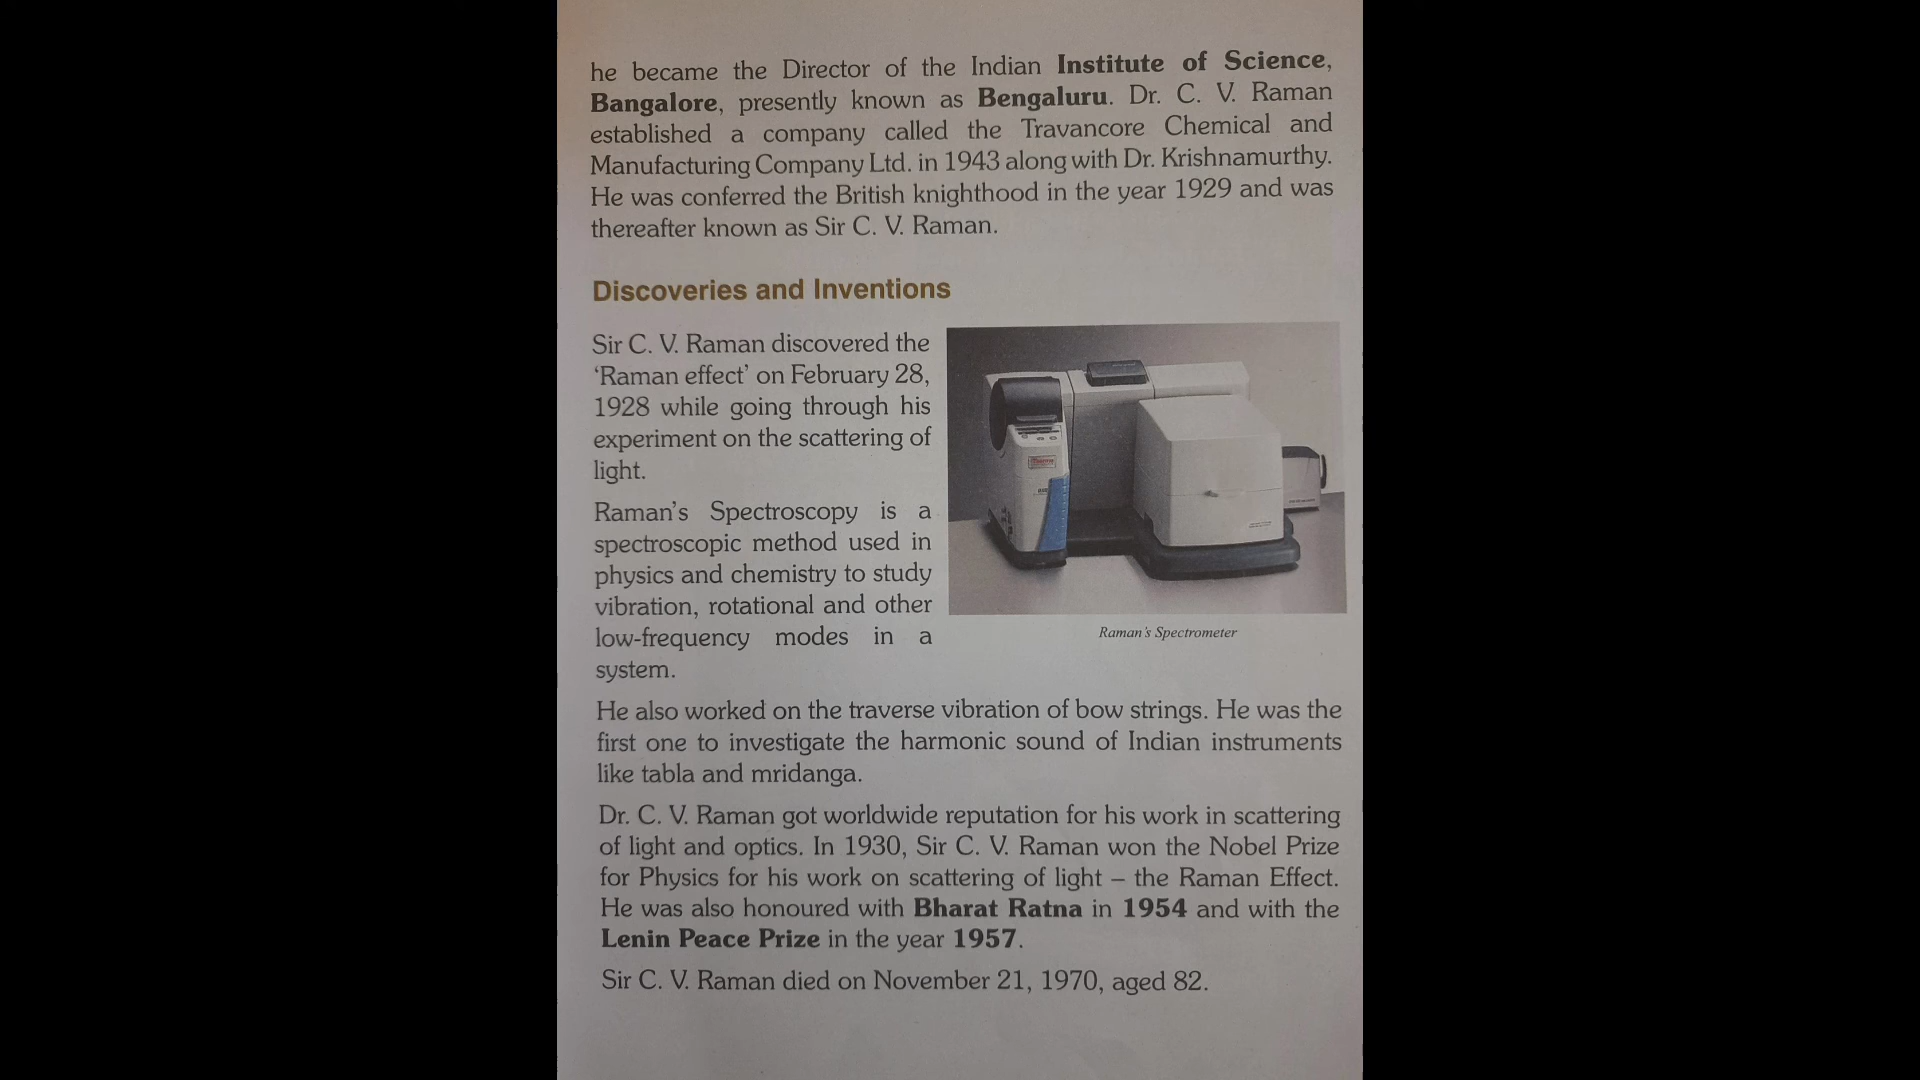 he became the Director of the Indian Institute of Science,
Bangalore, presently known as Bengaluru. Dr. C. V. Raman
established a company called the Travancore Chemical and
Manufacturing Company Ltd. in 1943 along with Dr. Krishnamurthy.
He was conferred the British knighthood in the year 1929 and was
thereafter known as Sir C. V. Raman.
Discoveries and Inventions
Sir C. V. Raman discovered the
‘Raman effect’ on February 28,
1928 while going through his
experiment on the scattering of
light.
Raman’s Spectroscopy is a
spectroscopic method used in
physics and chemistry to study
vibration, rotational and other
low-frequency modes in a
system.
Raman’s Spectrometer
He also worked on the traverse vibration of bow strings. He was the
first one to investigate the harmonic sound of Indian instruments
like tabla and mridanga.
Dr. C. V. Raman got worldwide reputation for his work in scattering
of light and optics. In 1930, Sir C. V. Raman won the Nobel Prize
for Physics for his work on scattering of light – the Raman Effect.
He was also honoured with Bharat Ratna in 1954 and with the
Lenin Peace Prize in the year 1957.
Sir C. V. Raman died on November 21, 1970, aged 82.